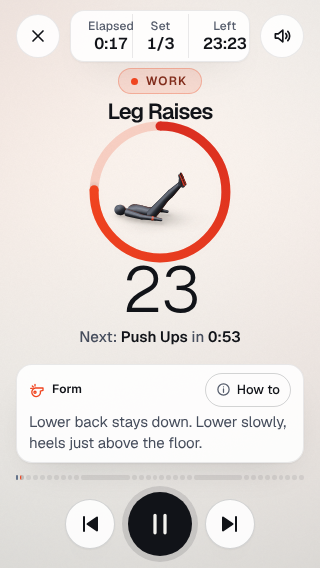 Elapsed Set Left
0:17 1/3 23:23
WORK
Leg Raises
23
Next: Push Ups in 0:53
Form How to
Lower back stays down. Lower slowly,
heels just above the floor.